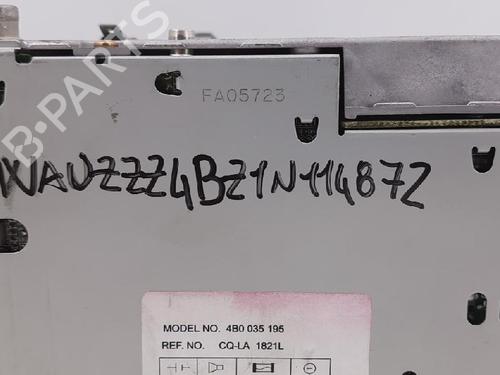 B-PARTS
FA05723
WAUZZZ4BZ1N114872
MODEL NO. 4B0 035 195
REF. NO. CQ-LA 1821L